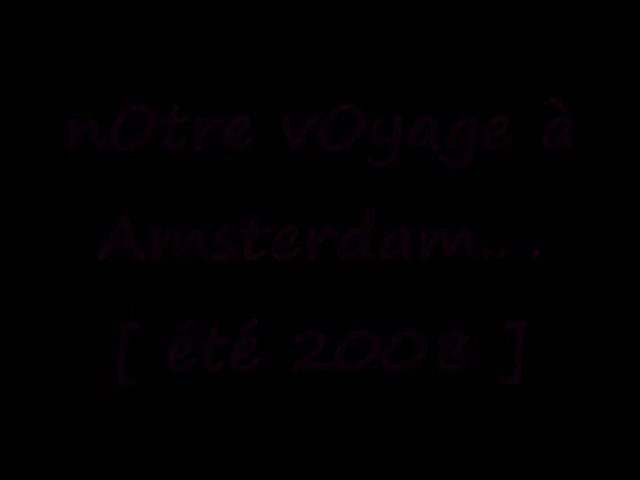 nOtre vOyage à
Amsterdam...
[ été 2008 ]